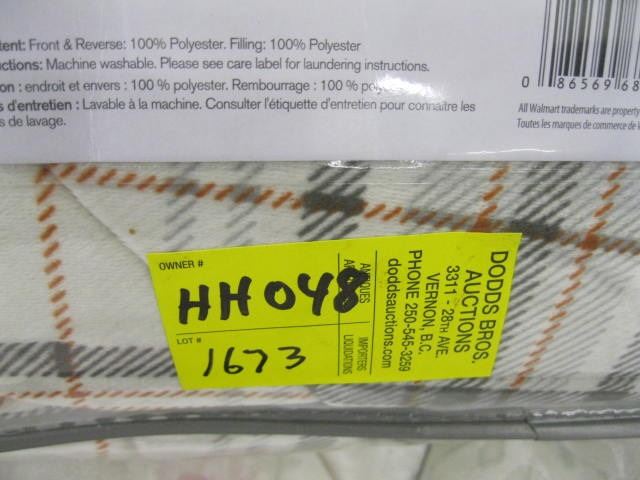 tent: Front & Reverse: 100% Polyester. Filling: 100% Polyester
ctions: Machine washable. Please see care label for laundering instructions.
on : endroit et envers : 100 % polyester. Rembourrage : 100 % polyester
s d'entretien : Lavable à la machine. Consulter l'étiquette d'entretien pour connaître les
s de lavage.
0 86569 68
All Walmart trademarks are property
Toutes les marques de commerce de
OWNER #
HH048
LOT #
1673
ANTIQUES
IMPORTERS
LIQUIDATIONS
DODDS BROS.
AUCTIONS
3311 - 28TH AVE.
VERNON, B.C.
PHONE 250-545-3259
doddsauctions.com